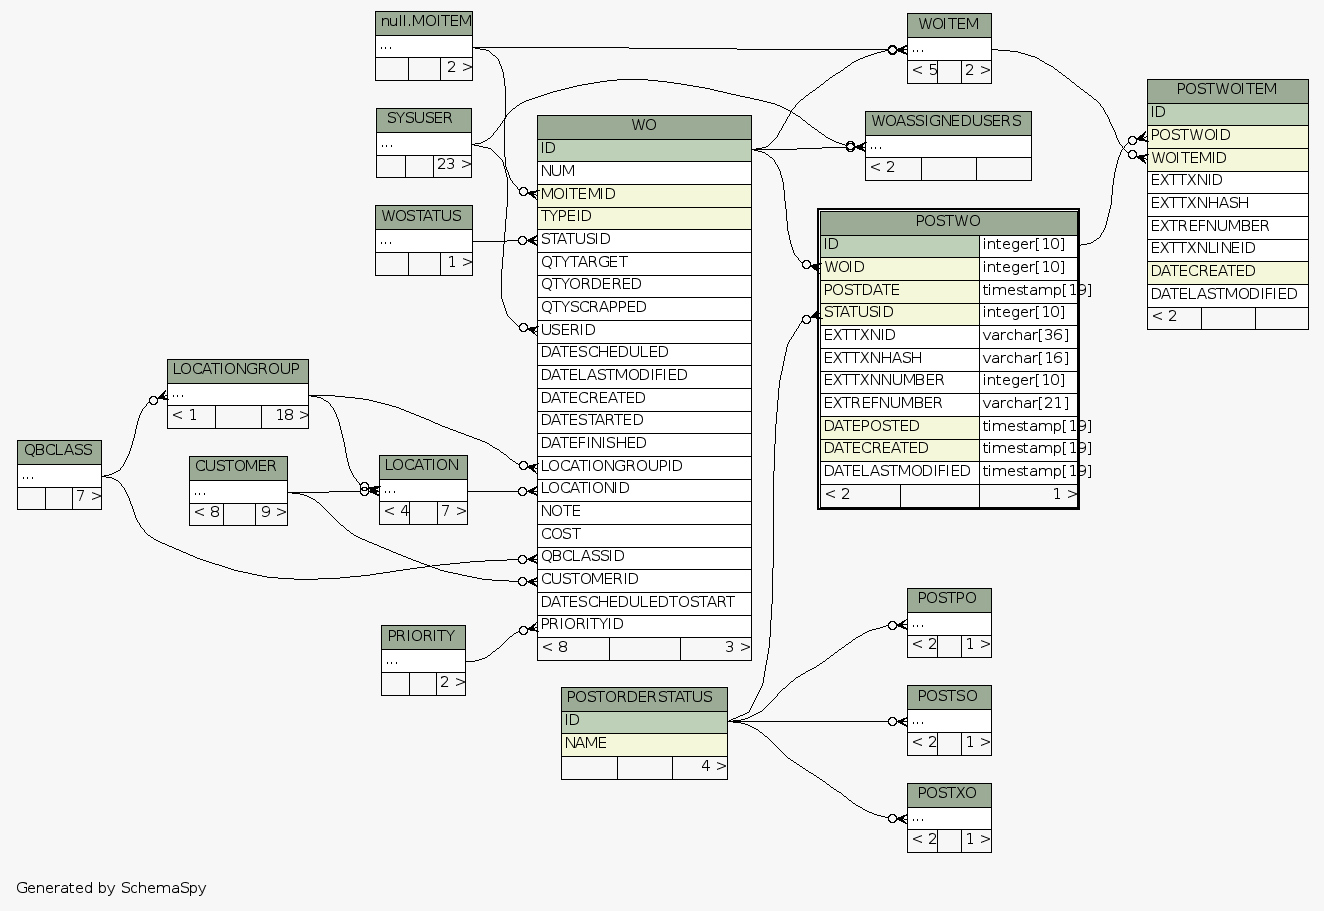 null.MOITEM
...
2 >
SYSUSER
...
23 >
WOSTATUS
...
1 >
LOCATIONGROUP
...
< 1 18 >
QBCLASS
...
7 >
CUSTOMER
...
< 8 9 >
LOCATION
...
< 4 7 >
PRIORITY
...
2 >
WO
ID
NUM
MOITEMID
TYPEID
STATUSID
QTYTARGET
QTYORDERED
QTYSCRAPPED
USERID
DATESCHEDULED
DATELASTMODIFIED
DATECREATED
DATESTARTED
DATEFINISHED
LOCATIONGROUPID
LOCATIONID
NOTE
COST
QBCLASSID
CUSTOMERID
DATESCHEDULEDTOSTART
PRIORITYID
< 8 3 >
POSTORDERSTATUS
ID
NAME
4 >
WOITEM
...
< 5 2 >
WOASSIGNEDUSERS
...
< 2
POSTWO
ID integer[10]
WOID integer[10]
POSTDATE timestamp[19]
STATUSID integer[10]
EXTTXNID varchar[36]
EXTTXNHASH varchar[16]
EXTTXNNUMBER integer[10]
EXTREFNUMBER varchar[21]
DATEPOSTED timestamp[19]
DATECREATED timestamp[19]
DATELASTMODIFIED timestamp[19]
< 2 1 >
POSTWOITEM
ID
POSTWOID
WOITEMID
EXTTXNID
EXTTXNHASH
EXTREFNUMBER
EXTTXNLINEID
DATECREATED
DATELASTMODIFIED
< 2
POSTPO
...
< 2 1 >
POSTSO
...
< 2 1 >
POSTXO
...
< 2 1 >
Generated by SchemaSpy